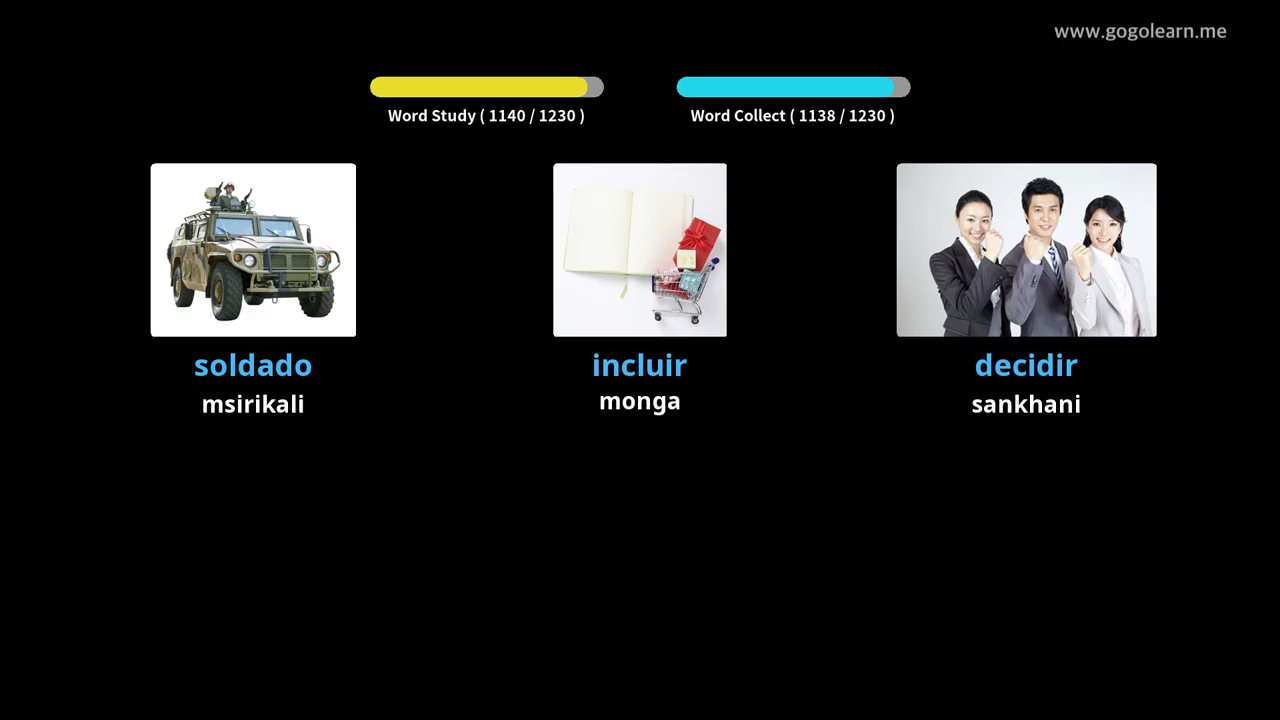 www.gogolearn.me
Word Study ( 1140 / 1230 )
Word Collect ( 1138 / 1230 )
soldado
msirikali
incluir
monga
decidir
sankhani